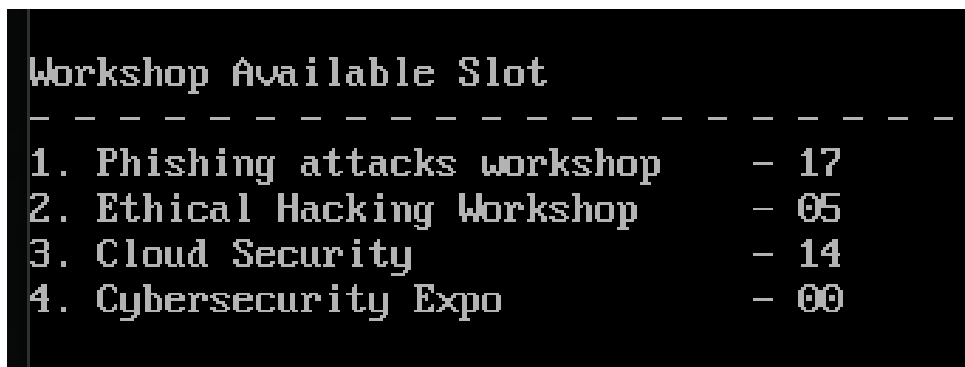 Workshop Available Slot
- - - - - - - - - - - - - - - - - - - - -
1. Phishing attacks workshop    - 17
2. Ethical Hacking Workshop     - 05
3. Cloud Security               - 14
4. Cybersecurity Expo           - 00